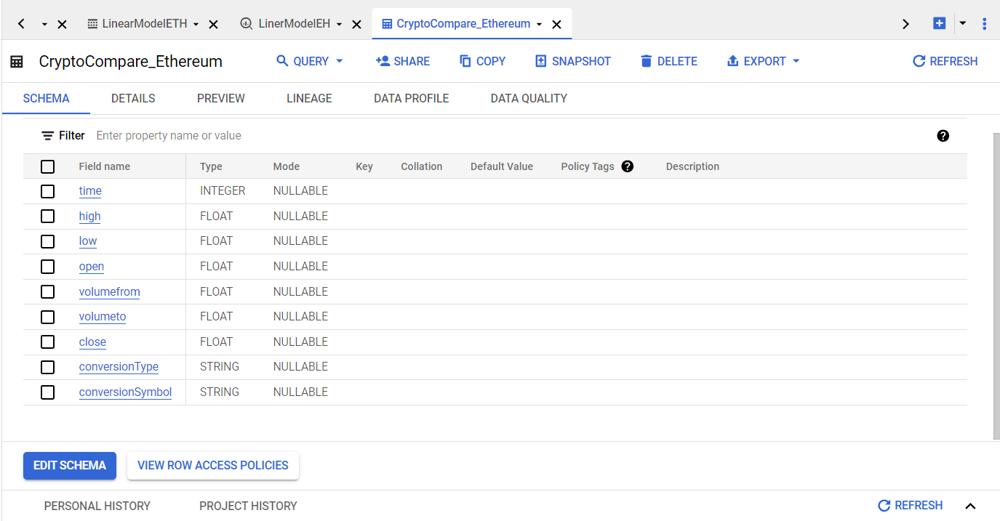 LinearModelETH LinerModelEH CryptoCompare_Ethereum
CryptoCompare_Ethereum QUERY SHARE COPY SNAPSHOT DELETE EXPORT REFRESH
SCHEMA DETAILS PREVIEW LINEAGE DATA PROFILE DATA QUALITY
Filter Enter property name or value ?
Field name Type Mode Key Collation Default Value Policy Tags ? Description
time INTEGER NULLABLE
high FLOAT NULLABLE
low FLOAT NULLABLE
open FLOAT NULLABLE
volumefrom FLOAT NULLABLE
volumeto FLOAT NULLABLE
close FLOAT NULLABLE
conversionType STRING NULLABLE
conversionSymbol STRING NULLABLE
EDIT SCHEMA VIEW ROW ACCESS POLICIES
PERSONAL HISTORY PROJECT HISTORY REFRESH